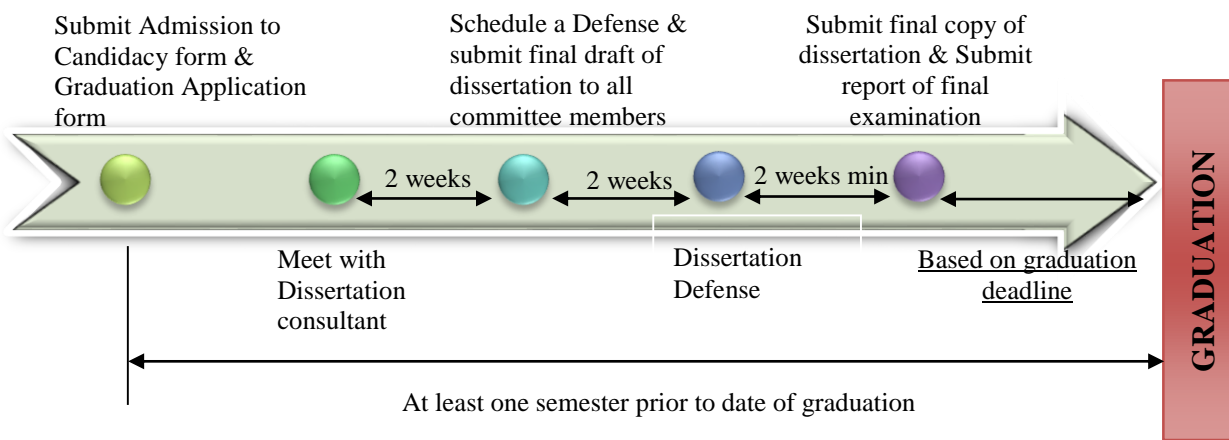 Submit Admission to
Candidacy form &
Graduation Application
form
Schedule a Defense &
submit final draft of
dissertation to all
committee members
Submit final copy of
dissertation & Submit
report of final
examination
2 weeks
2 weeks
2 weeks min
Meet with
Dissertation
consultant
Dissertation
Defense
Based on graduation
deadline
At least one semester prior to date of graduation
GRADUATION